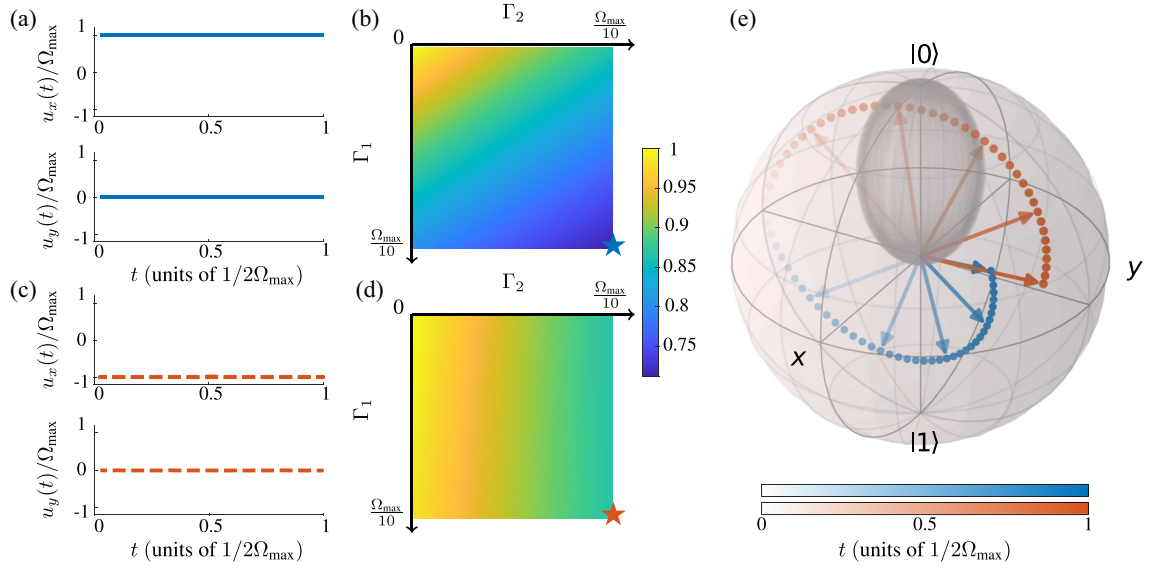 (a)
u_x(t)/Ω_max
1
0
-1
0 0.5 1
u_y(t)/Ω_max
1
0
-1
0 0.5 1
t (units of 1/2Ω_max)
(b)
Γ_2
0
Ω_max/10
Γ_1
Ω_max/10
1
0.95
0.9
0.85
0.8
0.75
(c)
u_x(t)/Ω_max
1
0
-1
0 0.5 1
u_y(t)/Ω_max
1
0
-1
0 0.5 1
t (units of 1/2Ω_max)
(d)
Γ_2
0
Ω_max/10
Γ_1
Ω_max/10
(e)
|0⟩
y
x
|1⟩
0 0.5 1
t (units of 1/2Ω_max)